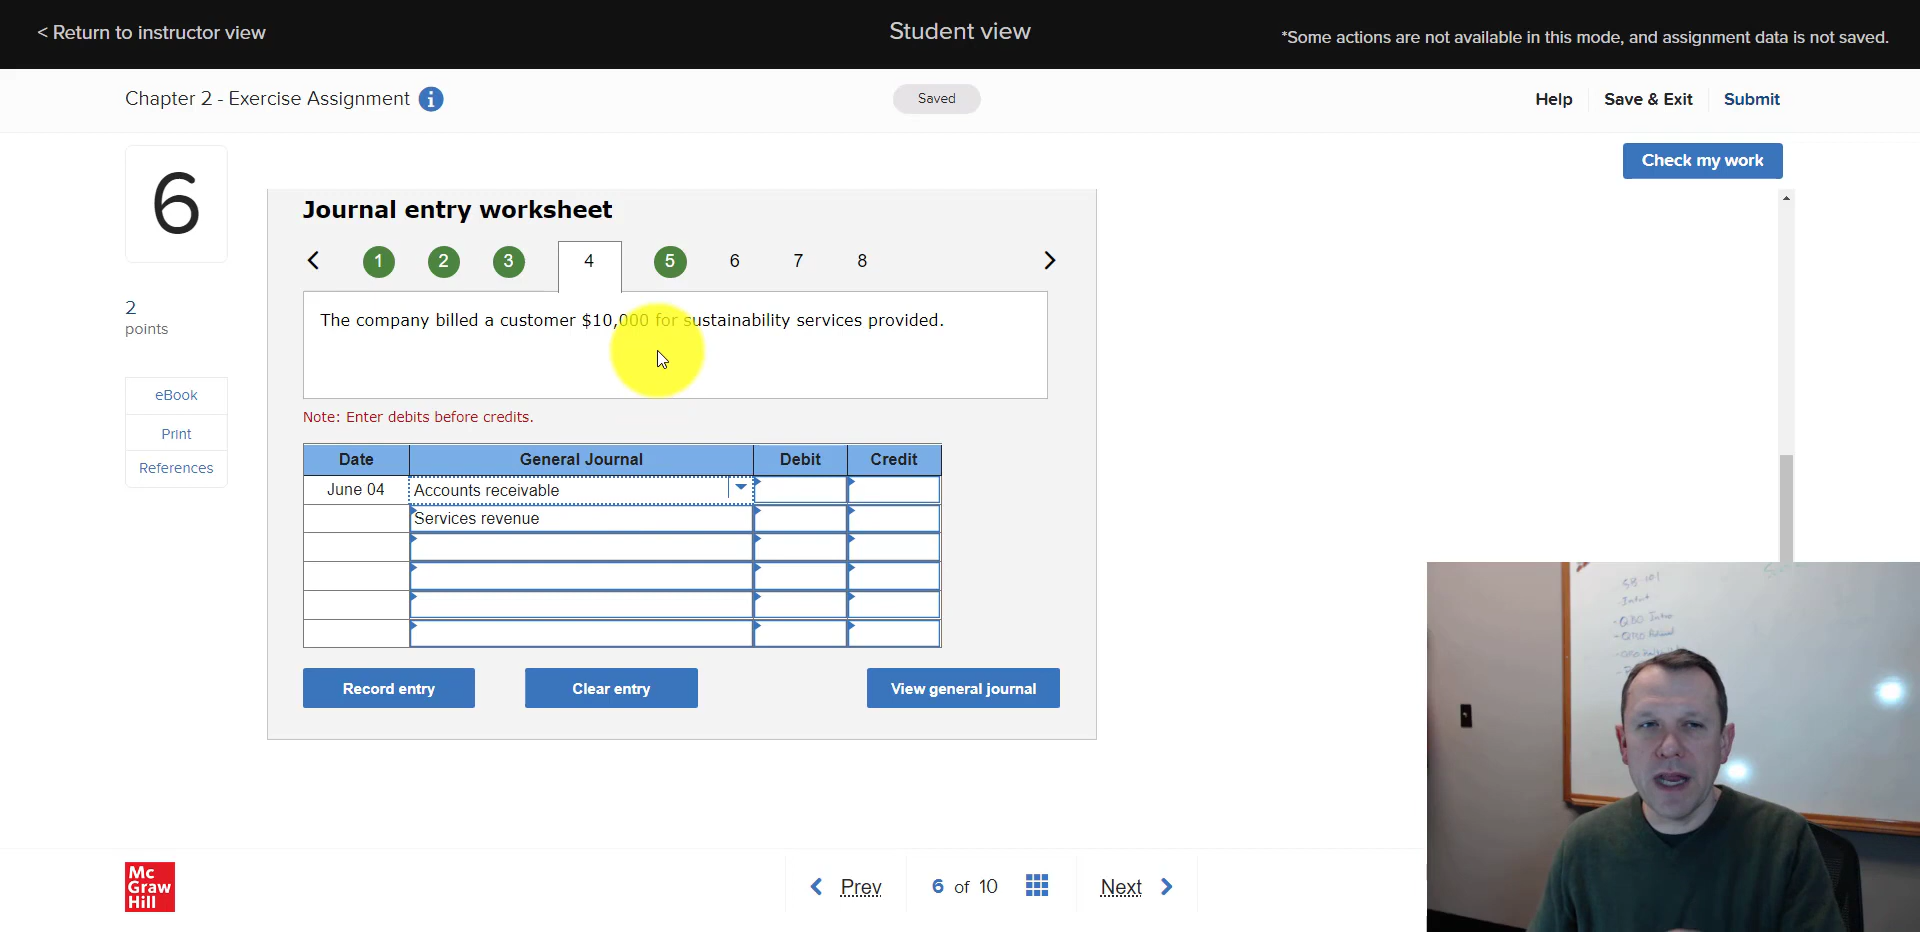 < Return to instructor view
Student view
*Some actions are not available in this mode, and assignment data is not saved.
Chapter 2 - Exercise Assignment i
Saved
Help
Save & Exit
Submit
Check my work
6
2
points
eBook
Print
References
Journal entry worksheet
1 2 3 4 5 6 7 8
The company billed a customer $10,000 for sustainability services provided.
Note: Enter debits before credits.
Date General Journal Debit Credit
June 04 Accounts receivable
Services revenue
Record entry
Clear entry
View general journal
Mc
Graw
Hill
Prev
6 of 10
Next